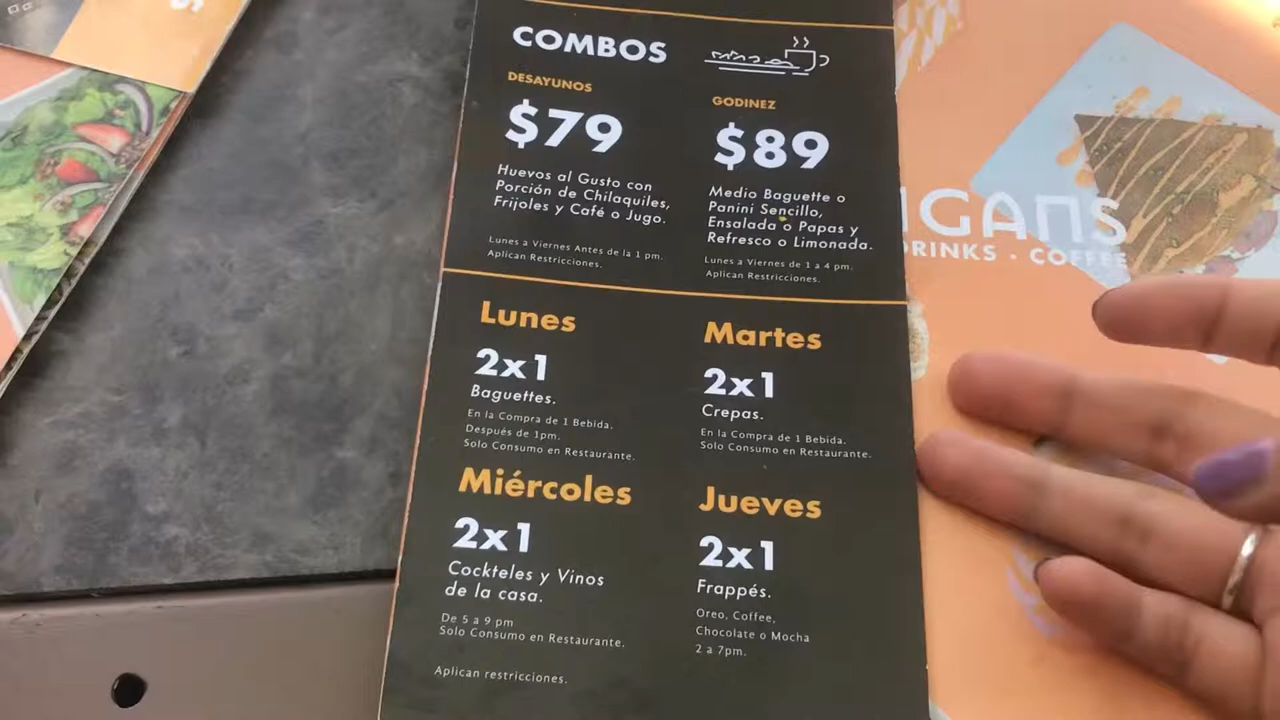 COMBOS
DESAYUNOS
$79
Huevos al Gusto con
Porción de Chilaquiles,
Frijoles y Café o Jugo.
Lunes a Viernes Antes de la 1 pm.
Aplican Restricciones.
GODINEZ
$89
Medio Baguette o
Panini Sencillo,
Ensalada o Papas y
Refresco o Limonada.
Lunes a Viernes de 1 a 4 pm.
Aplican Restricciones.
Lunes
2x1
Baguettes.
En la Compra de 1 Bebida.
Después de 1pm.
Solo Consumo en Restaurante.
Martes
2x1
Crepas.
En la Compra de 1 Bebida.
Solo Consumo en Restaurante.
Miércoles
2x1
Cockteles y Vinos
de la casa.
De 5 a 9 pm
Solo Consumo en Restaurante.
Aplican restricciones.
Jueves
2x1
Frappés.
Oreo, Coffee,
Chocolate o Mocha
2 a 7pm.
DRINKS · COFFEE